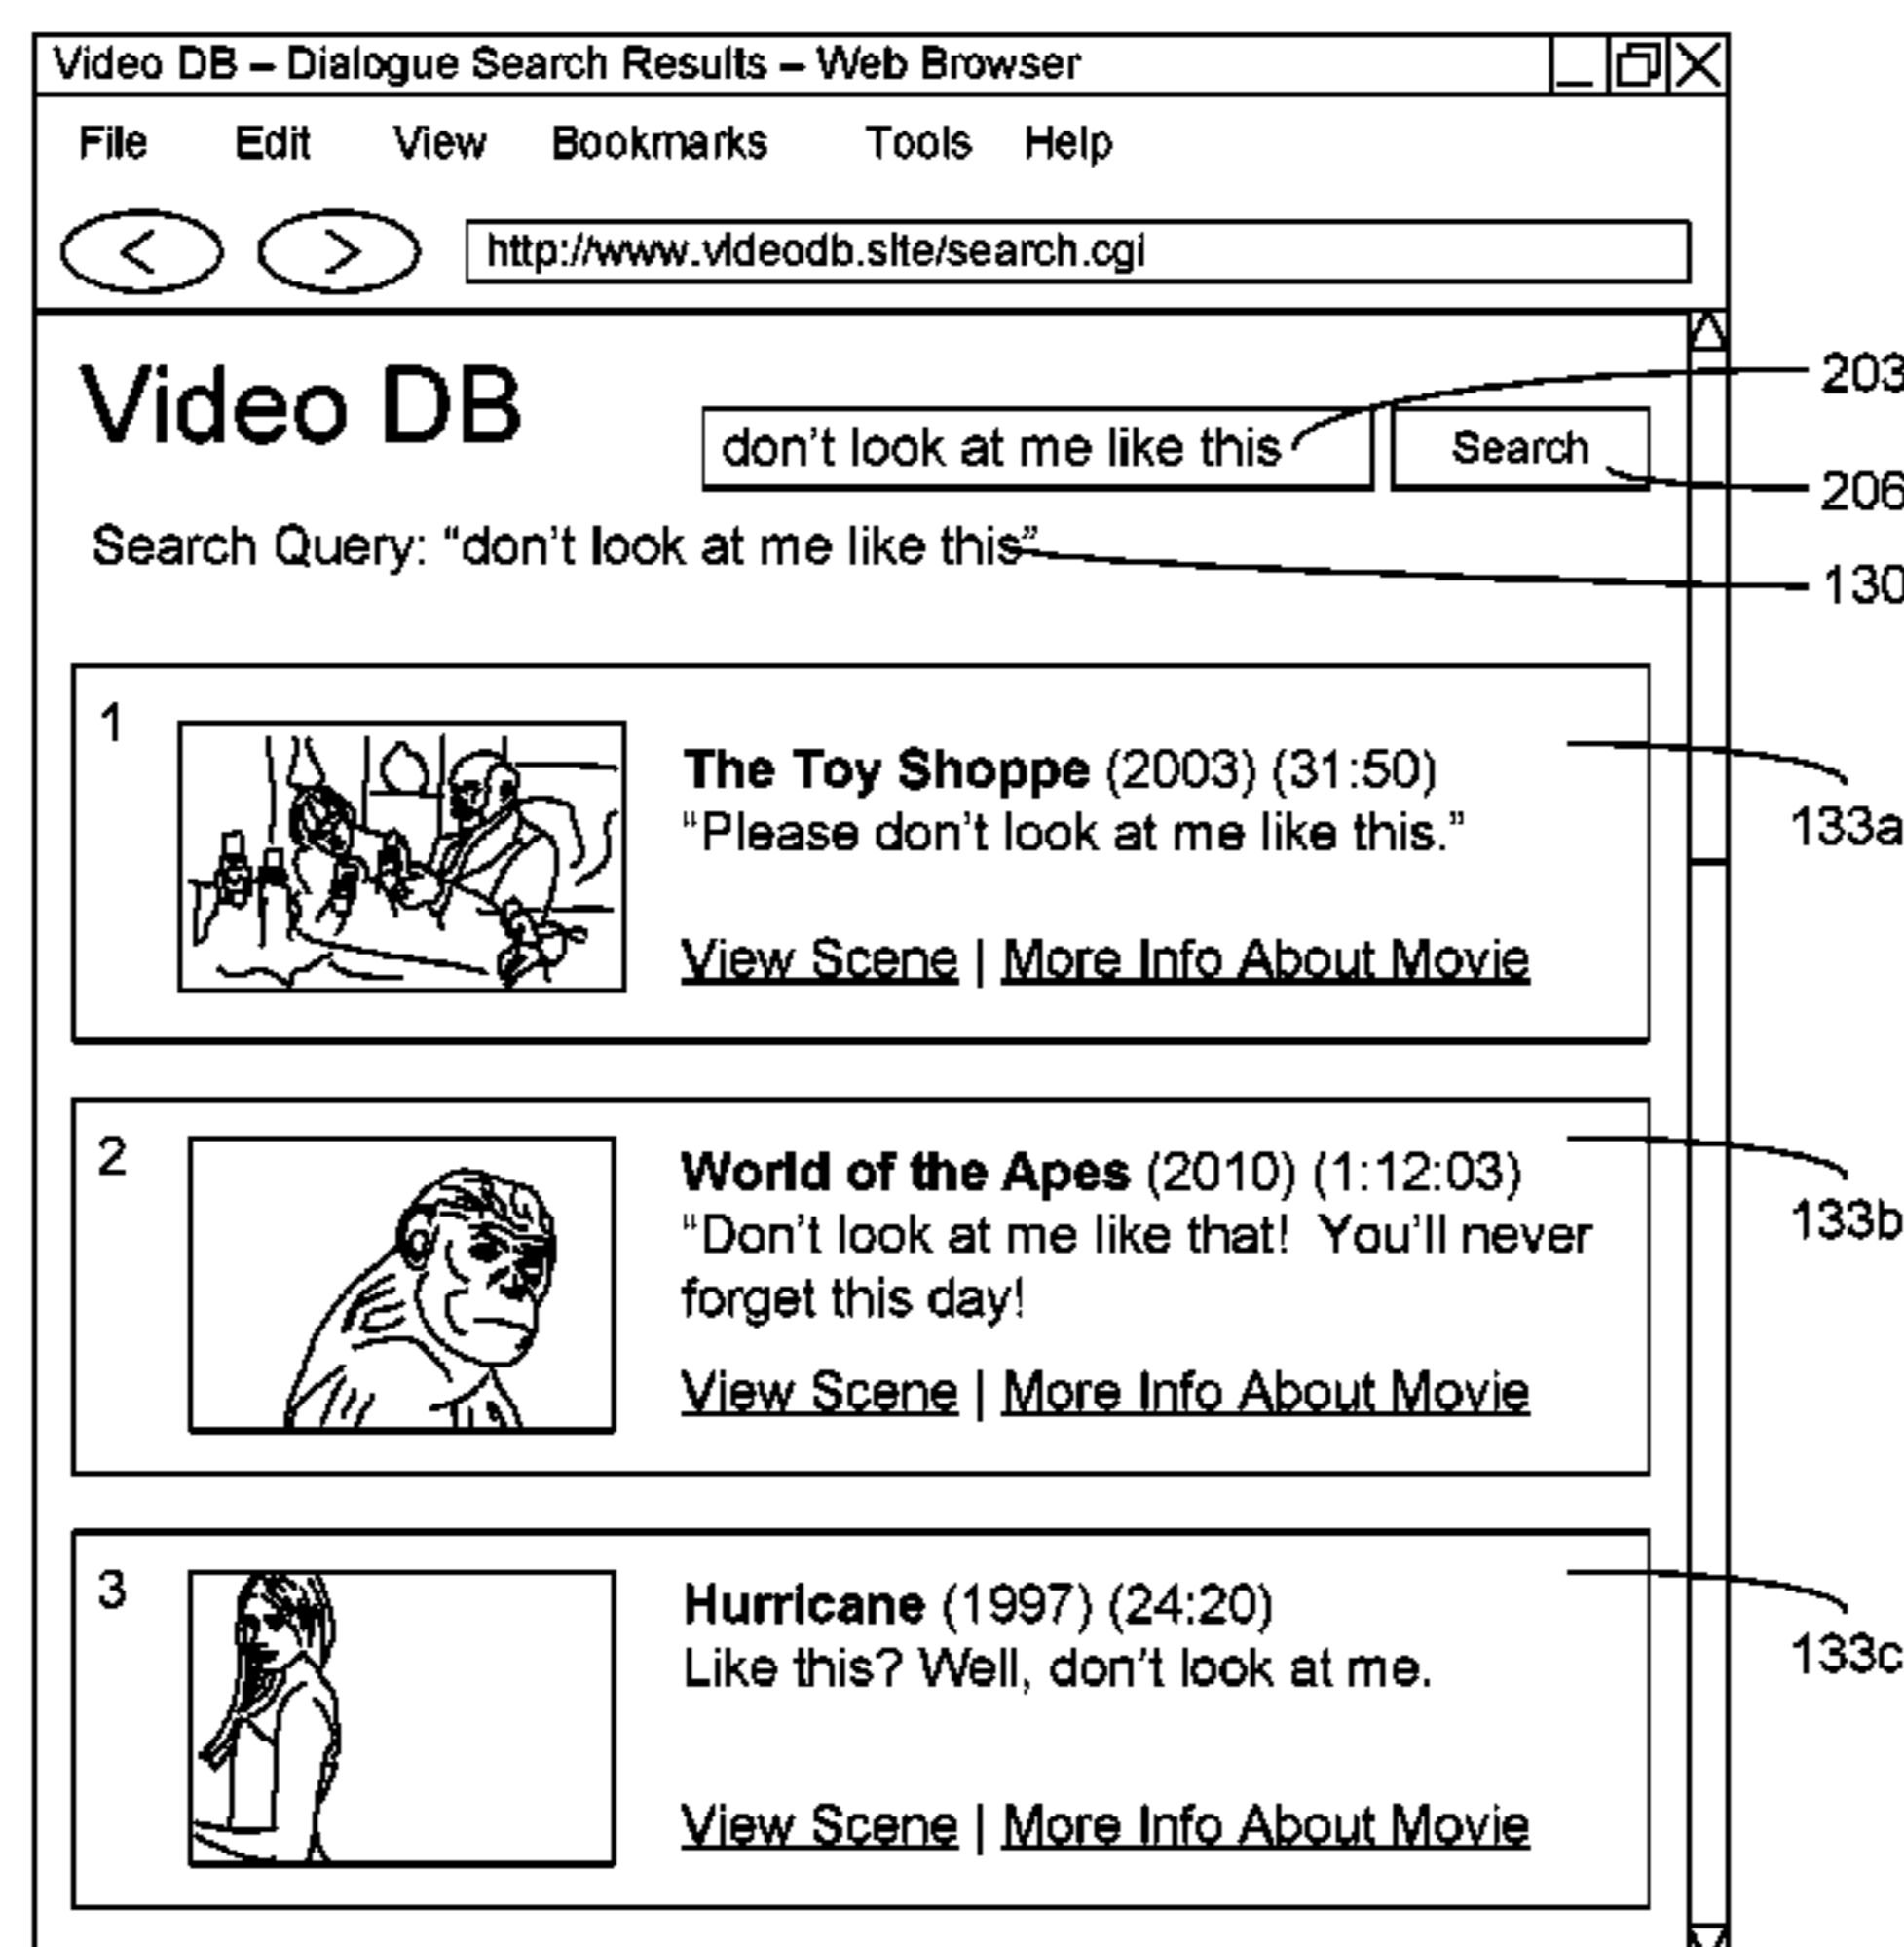 Video DB – Dialogue Search Results – Web Browser
File Edit View Bookmarks Tools Help
< > http://www.videodb.site/search.cgi
Video DB
don't look at me like this Search
203
206
Search Query: “don't look at me like this”
130
1
The Toy Shoppe (2003) (31:50)
“Please don't look at me like this.”
View Scene | More Info About Movie
133a
2
World of the Apes (2010) (1:12:03)
“Don't look at me like that! You'll never
forget this day!
View Scene | More Info About Movie
133b
3
Hurricane (1997) (24:20)
Like this? Well, don't look at me.
View Scene | More Info About Movie
133c